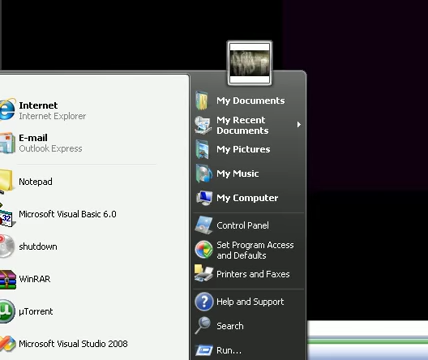 Internet
Internet Explorer
E-mail
Outlook Express
Notepad
Microsoft Visual Basic 6.0
shutdown
WinRAR
µTorrent
Microsoft Visual Studio 2008
My Documents
My Recent
Documents
My Pictures
My Music
My Computer
Control Panel
Set Program Access
and Defaults
Printers and Faxes
Help and Support
Search
Run...